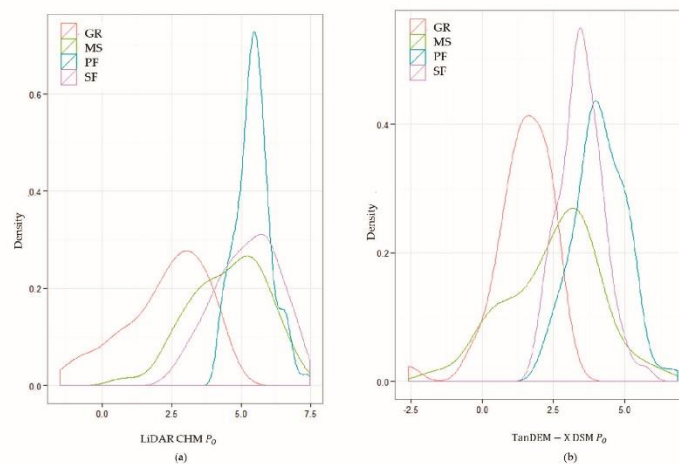 GR
MS
PF
SF
0.6
0.4
0.2
0.0
Density
0.0
2.5
5.0
7.5
LiDAR CHM P_O
(a)
GR
MS
PF
SF
0.4
0.2
0.0
Density
-2.5
0.0
2.5
5.0
TanDEM – X DSM P_O
(b)